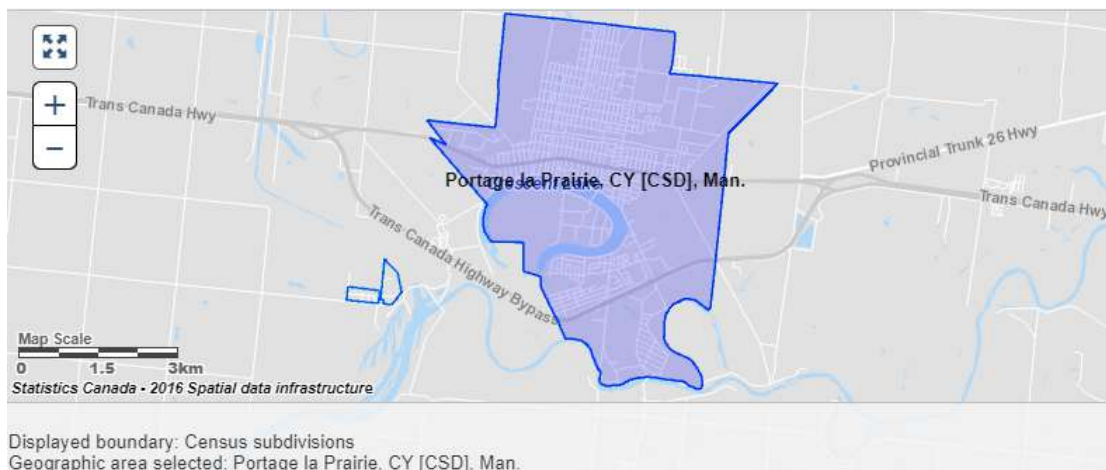 +
−
Trans Canada Hwy
Provincial Trunk 26 Hwy
Crescent Lake
Portage la Prairie, CY [CSD], Man.
Trans Canada Hwy
Trans Canada Highway Bypass
Map Scale
0 1.5 3km
Statistics Canada - 2016 Spatial data infrastructure
Displayed boundary: Census subdivisions
Geographic area selected: Portage la Prairie, CY [CSD], Man.